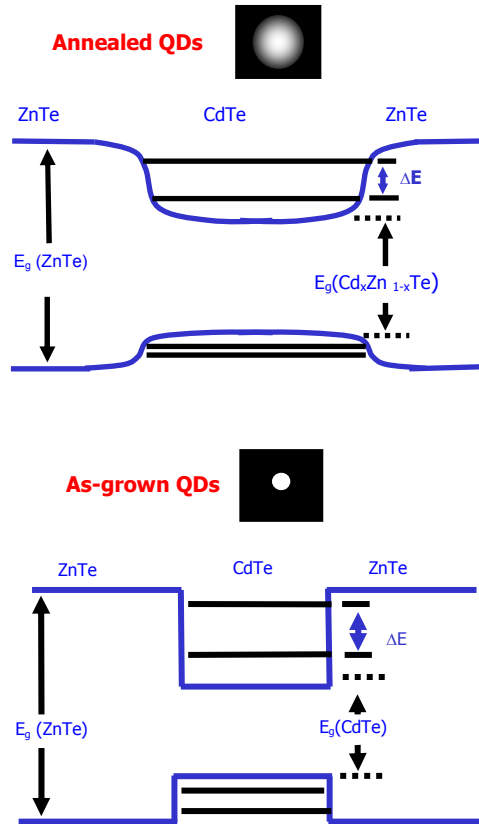 Annealed QDs
ZnTe CdTe ZnTe
ΔE
Eg (ZnTe)
Eg(CdxZn 1-xTe)
As-grown QDs
ZnTe CdTe ZnTe
ΔE
Eg (ZnTe) Eg(CdTe)